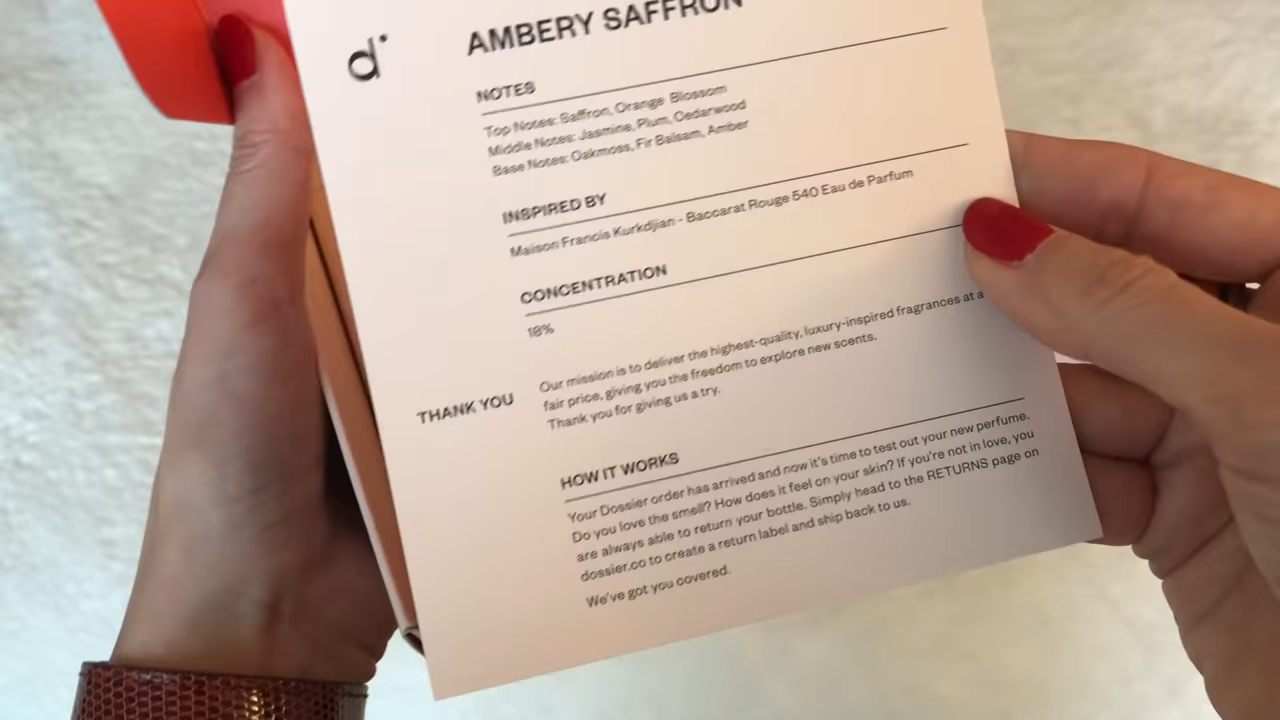 d'
AMBERY SAFFRON
NOTES
Top Notes: Saffron, Orange Blossom
Middle Notes: Jasmine, Plum, Cedarwood
Base Notes: Oakmoss, Fir Balsam, Amber
INSPIRED BY
Maison Francis Kurkdjian - Baccarat Rouge 540 Eau de Parfum
CONCENTRATION
18%
THANK YOU
Our mission is to deliver the highest-quality, luxury-inspired fragrances at a
fair price, giving you the freedom to explore new scents.
Thank you for giving us a try.
HOW IT WORKS
Your Dossier order has arrived and now it's time to test out your new perfume.
Do you love the smell? How does it feel on your skin? If you're not in love, you
are always able to return your bottle. Simply head to the RETURNS page on
dossier.co to create a return label and ship back to us.
We've got you covered.